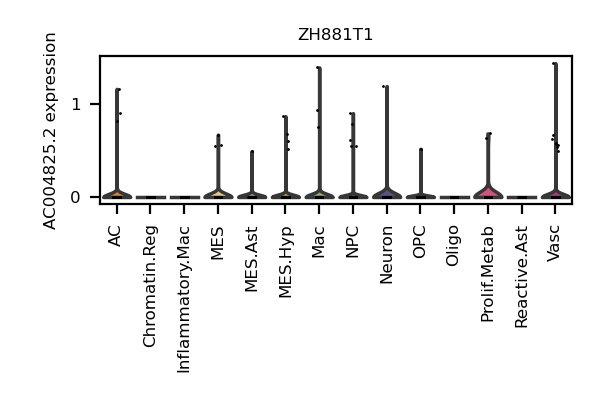 ZH881T1
AC004825.2 expression
1
0
AC
Chromatin.Reg
Inflammatory.Mac
MES
MES.Ast
MES.Hyp
Mac
NPC
Neuron
OPC
Oligo
Prolif.Metab
Reactive.Ast
Vasc